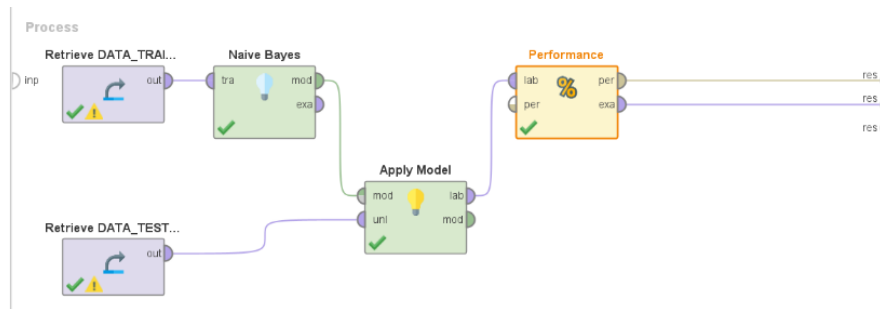 Process
Retrieve DATA_TRAI...
Naive Bayes
Performance
inp
out
tra
mod
exa
lab
per
%
per
exa
res
res
res
Apply Model
mod
lab
unl
mod
Retrieve DATA_TEST...
out